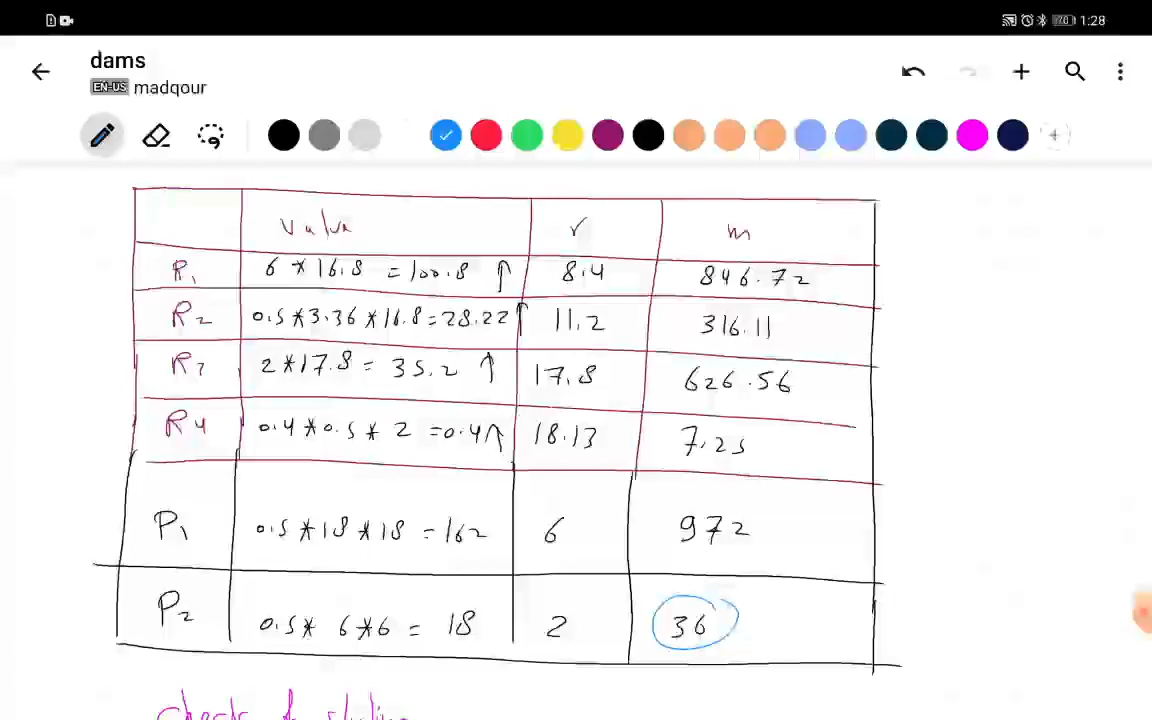 1:28
dams
EN-US madqour
value r m
R1 6 * 16.8 = 100.8 ↑ 8.4 846.72
R2 0.5*3.36*16.8=28.22 ↑ 11.2 316.11
R3 2*17.8 = 35.2 ↑ 17.8 626.56
R4 0.4*0.5*2 =0.4↑ 18.13 7.25
P1 0.5*18*18 = 162 6 972
P2 0.5* 6*6 = 18 2 36